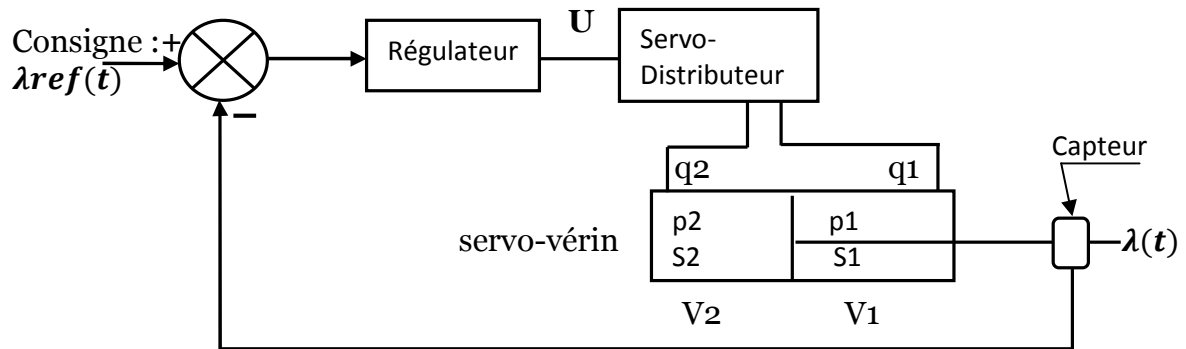 Consigne :+
λref(t)
−
Régulateur
U
Servo-
Distributeur
q2
q1
Capteur
servo-vérin
p2
S2
p1
S1
λ(t)
V2
V1